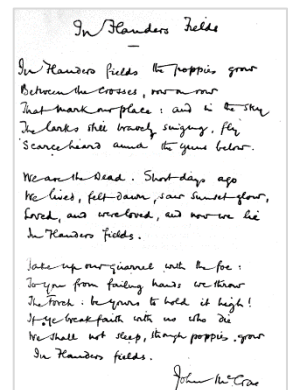 In Flanders Fields
In Flanders fields the poppies grow
Between the crosses, row on row
That mark our place: and in the sky
The larks still bravely singing, fly
Scarce heard amid the guns below.
We are the Dead. Short days ago
We lived, felt dawn, saw sunset glow,
Loved, and were loved, and now we lie
In Flanders fields.
Take up our quarrel with the foe:
To you from failing hands we throw
The Torch: be yours to hold it high!
If ye break faith with us who die
We shall not sleep, though poppies grow
In Flanders fields.
John McCrae